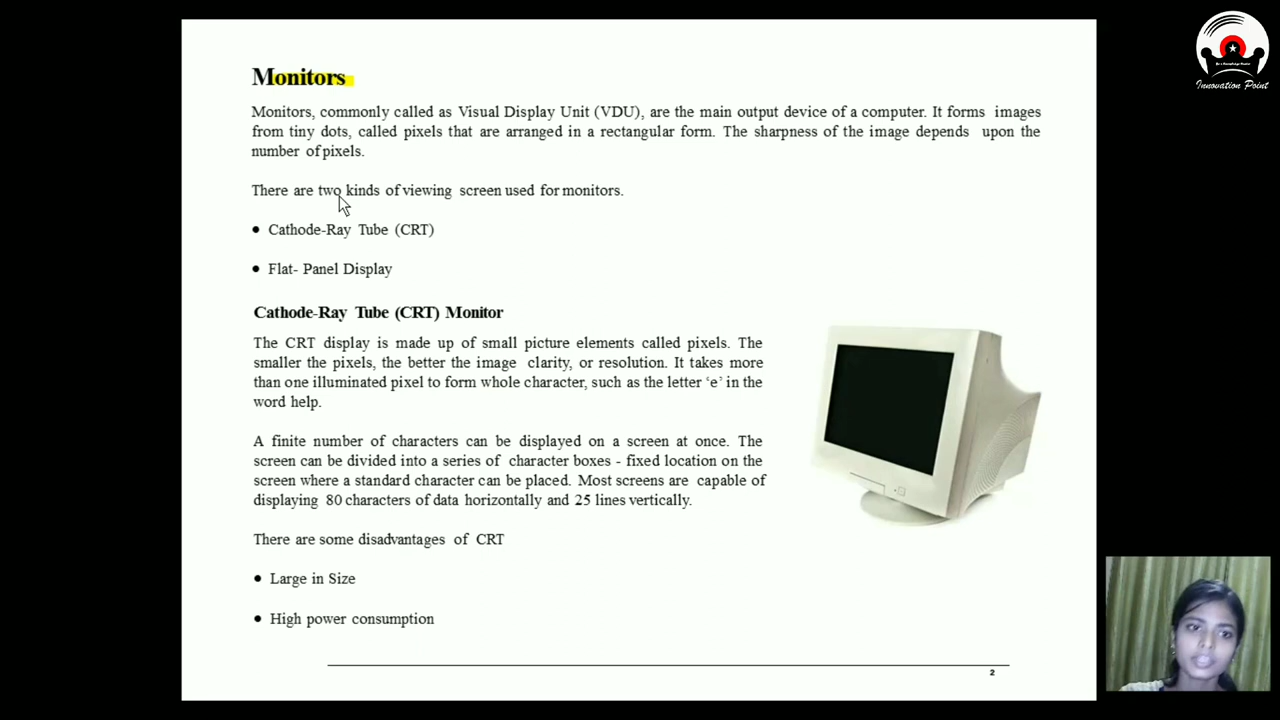 Monitors
Monitors, commonly called as Visual Display Unit (VDU), are the main output device of a computer. It forms images
from tiny dots, called pixels that are arranged in a rectangular form. The sharpness of the image depends upon the
number of pixels.
There are two kinds of viewing screen used for monitors.
● Cathode-Ray Tube (CRT)
● Flat- Panel Display
Cathode-Ray Tube (CRT) Monitor
The CRT display is made up of small picture elements called pixels. The
smaller the pixels, the better the image clarity, or resolution. It takes more
than one illuminated pixel to form whole character, such as the letter ‘e’ in the
word help.
A finite number of characters can be displayed on a screen at once. The
screen can be divided into a series of character boxes - fixed location on the
screen where a standard character can be placed. Most screens are capable of
displaying 80 characters of data horizontally and 25 lines vertically.
There are some disadvantages of CRT
● Large in Size
● High power consumption
2
Innovation Point